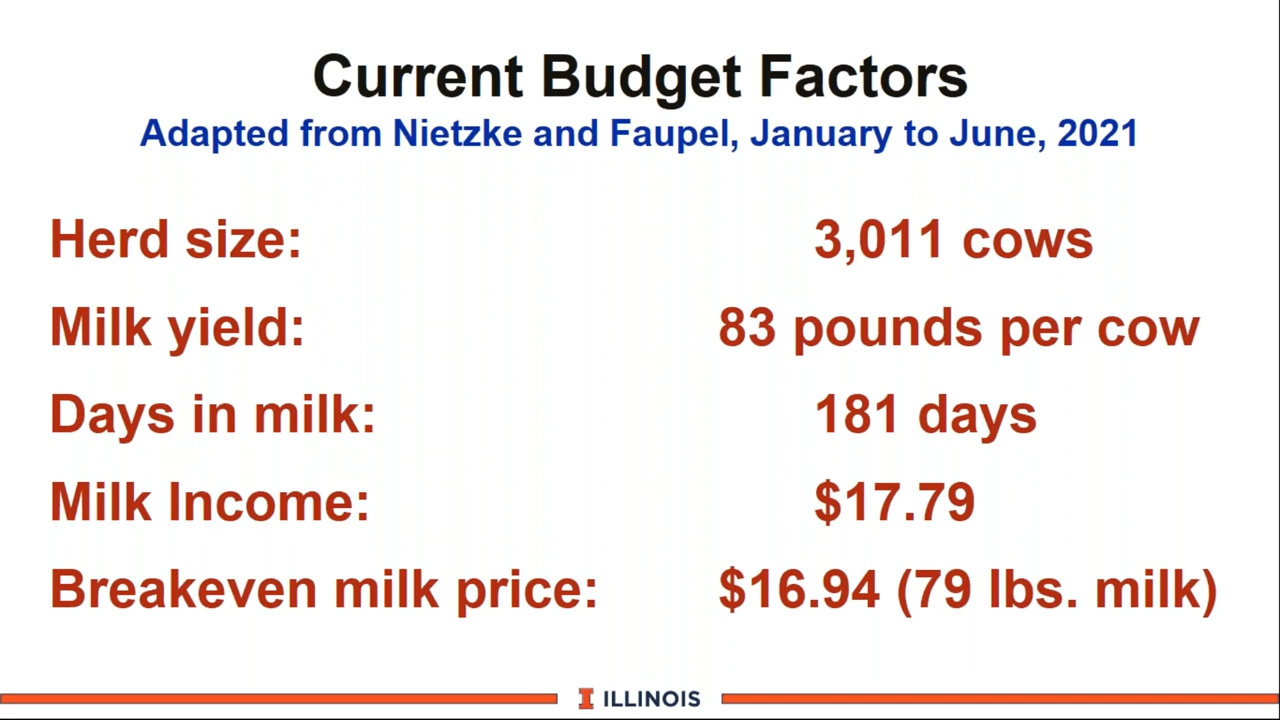 Current Budget Factors
Adapted from Nietzke and Faupel, January to June, 2021
Herd size: 3,011 cows
Milk yield: 83 pounds per cow
Days in milk: 181 days
Milk Income: $17.79
Breakeven milk price: $16.94 (79 lbs. milk)
I ILLINOIS